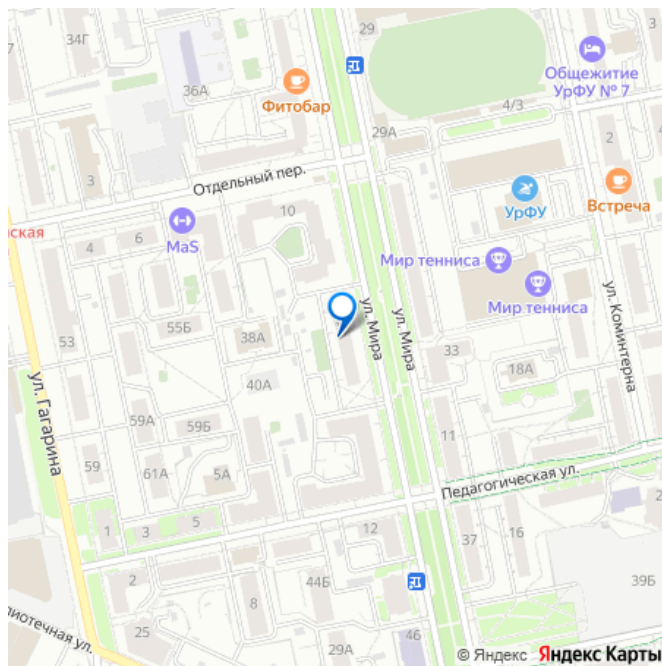 34Г
29
Общежитие
УрФУ № 7
36А
Фитобар
4/3
29А
2
3
Отдельный пер.
УрФУ
Встреча
нская
4
6
MaS
10
Мир тенниса
Мир тенниса
ул. Мира
ул. Мира
ул. Коминтерна
53
55Б
38А
33
18А
ул. Гагарина
40А
59А
59Б
11
59
61А
5А
Педагогическая ул.
1
3
5
12
37
16
2
8
44Б
39Б
лиотечная ул.
25
29А
46
© Яндекс Яндекс Карты